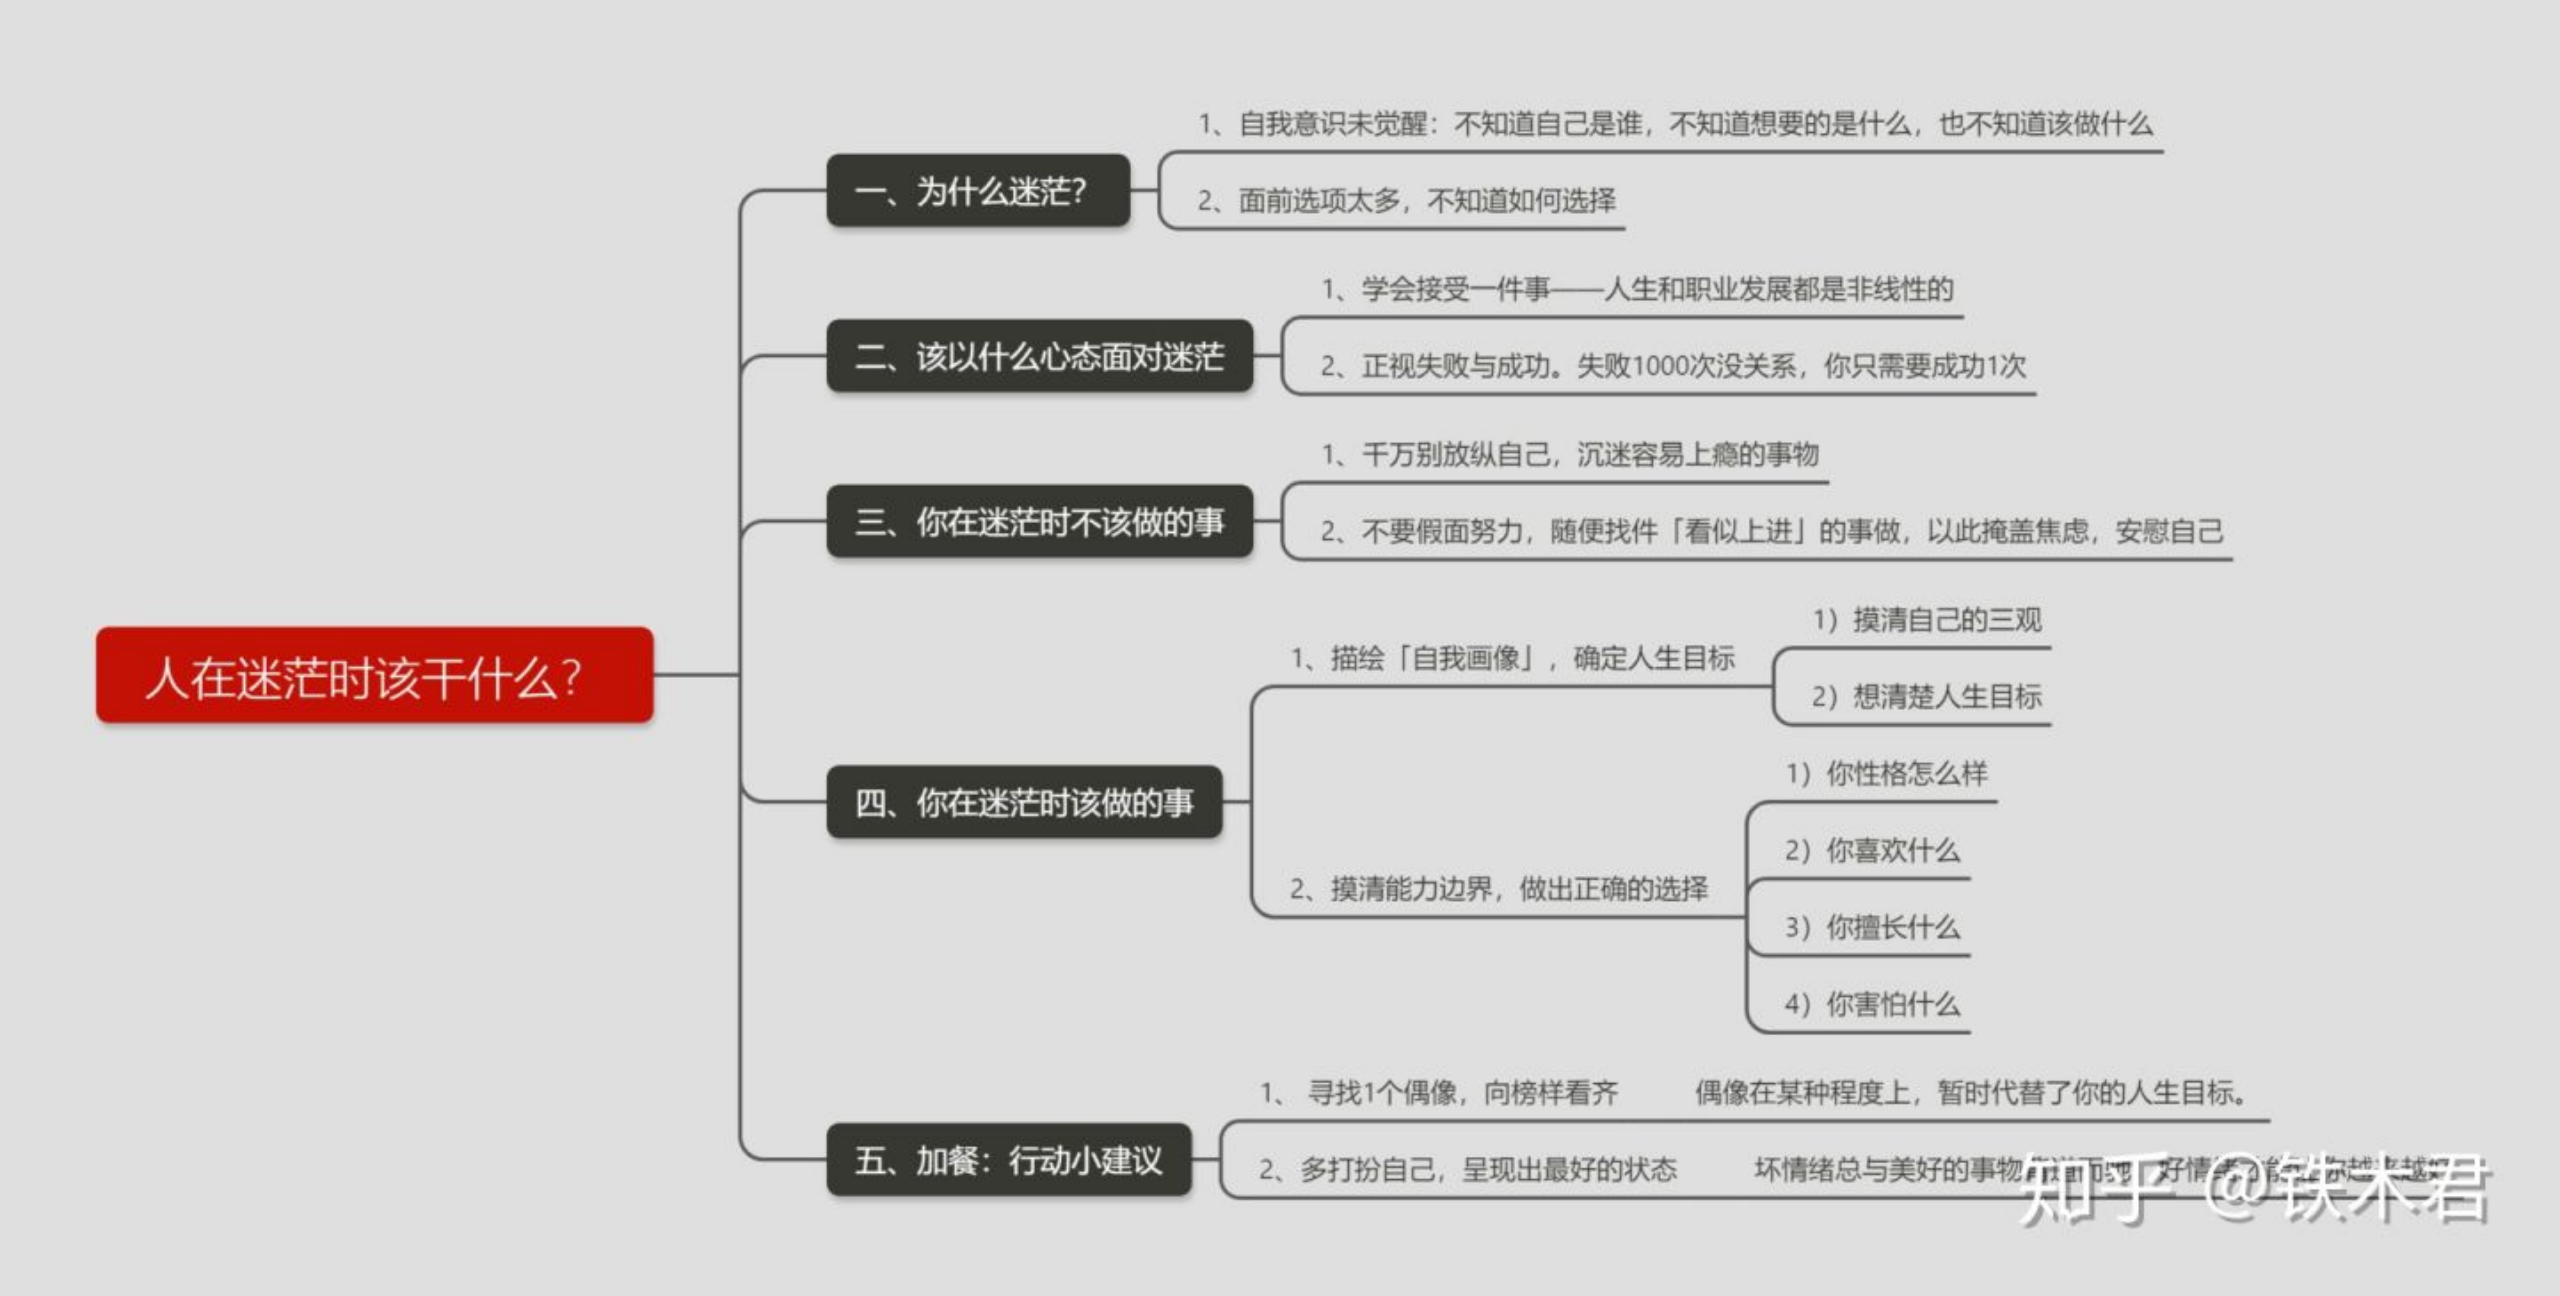 人在迷茫时该干什么？
一、为什么迷茫？
1、自我意识未觉醒：不知道自己是谁，不知道想要的是什么，也不知道该做什么
2、面前选项太多，不知道如何选择
二、该以什么心态面对迷茫
1、学会接受一件事——人生和职业发展都是非线性的
2、正视失败与成功。失败1000次没关系，你只需要成功1次
三、你在迷茫时不该做的事
1、千万别放纵自己，沉迷容易上瘾的事物
2、不要假面努力，随便找件「看似上进」的事做，以此掩盖焦虑，安慰自己
四、你在迷茫时该做的事
1、描绘「自我画像」，确定人生目标
1）摸清自己的三观
2）想清楚人生目标
2、摸清能力边界，做出正确的选择
1）你性格怎么样
2）你喜欢什么
3）你擅长什么
4）你害怕什么
五、加餐：行动小建议
1、 寻找1个偶像，向榜样看齐 偶像在某种程度上，暂时代替了你的人生目标。
2、多打扮自己，呈现出最好的状态 坏情绪总与美好的事物 而 好情 能 你越来越
知乎 @铁木君